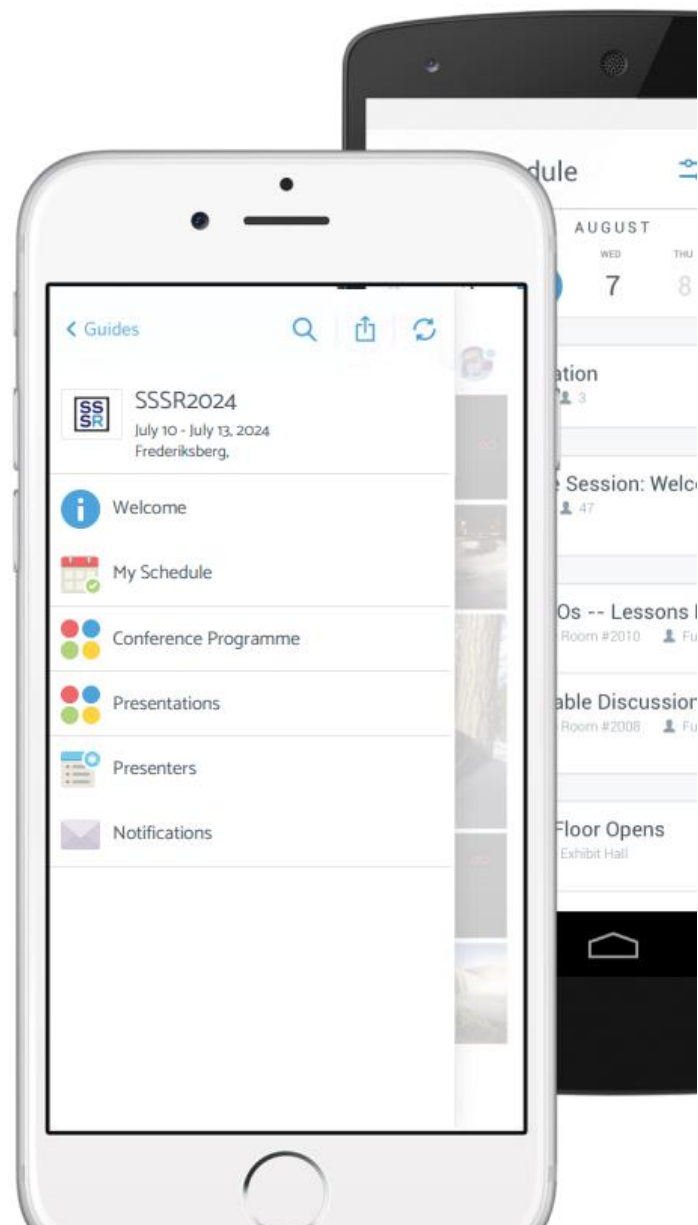 Guides
SS
SR
SSSR2024
July 10 - July 13, 2024
Frederiksberg,
Welcome
My Schedule
Conference Programme
Presentations
Presenters
Notifications
dule
AUGUST
WED THU
7 8
ation
3
Session: Welc
47
Os -- Lessons
Room #2010 Fu
able Discussion
Room #2008 Fu
Floor Opens
Exhibit Hall